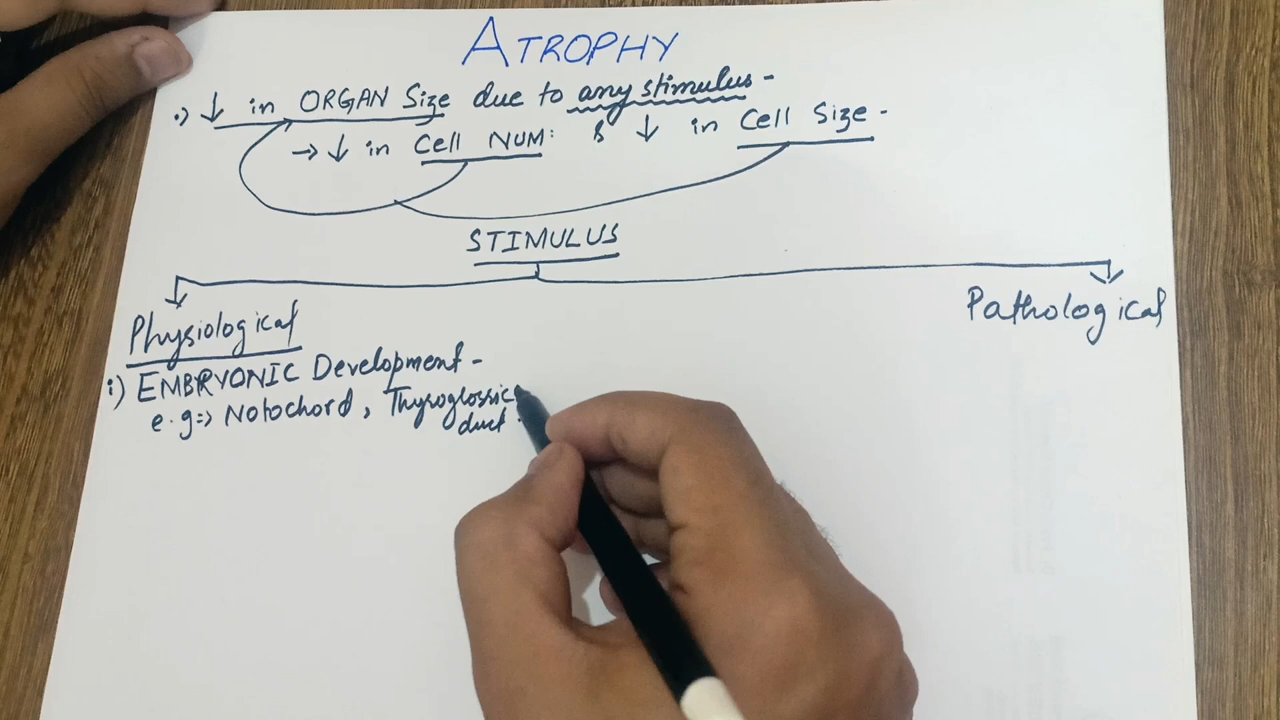 ATROPHY
↓ in ORGAN Size due to any stimulus -
→ ↓ in Cell NUM: & ↓ in Cell Size -
STIMULUS
Physiological
Pathological
i) EMBRYONIC Development -
e.g => Notochord, Thyroglossic
duct.